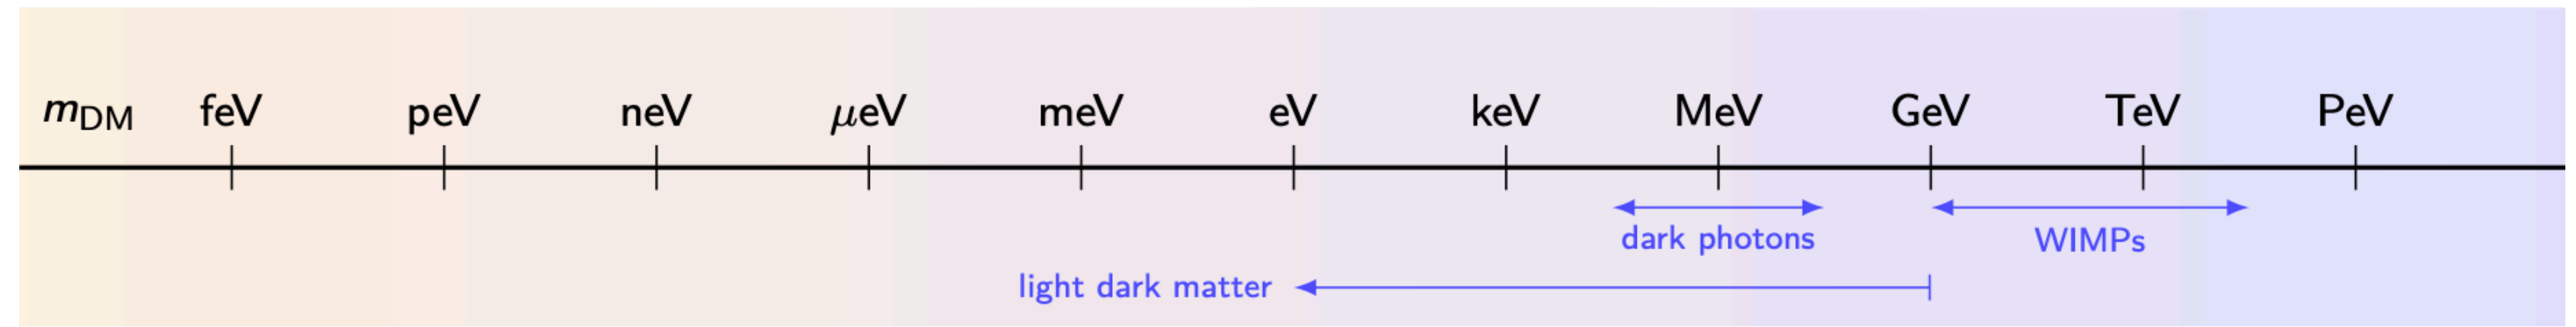 m_DM feV peV neV μeV meV eV keV MeV GeV TeV PeV
dark photons WIMPs
light dark matter